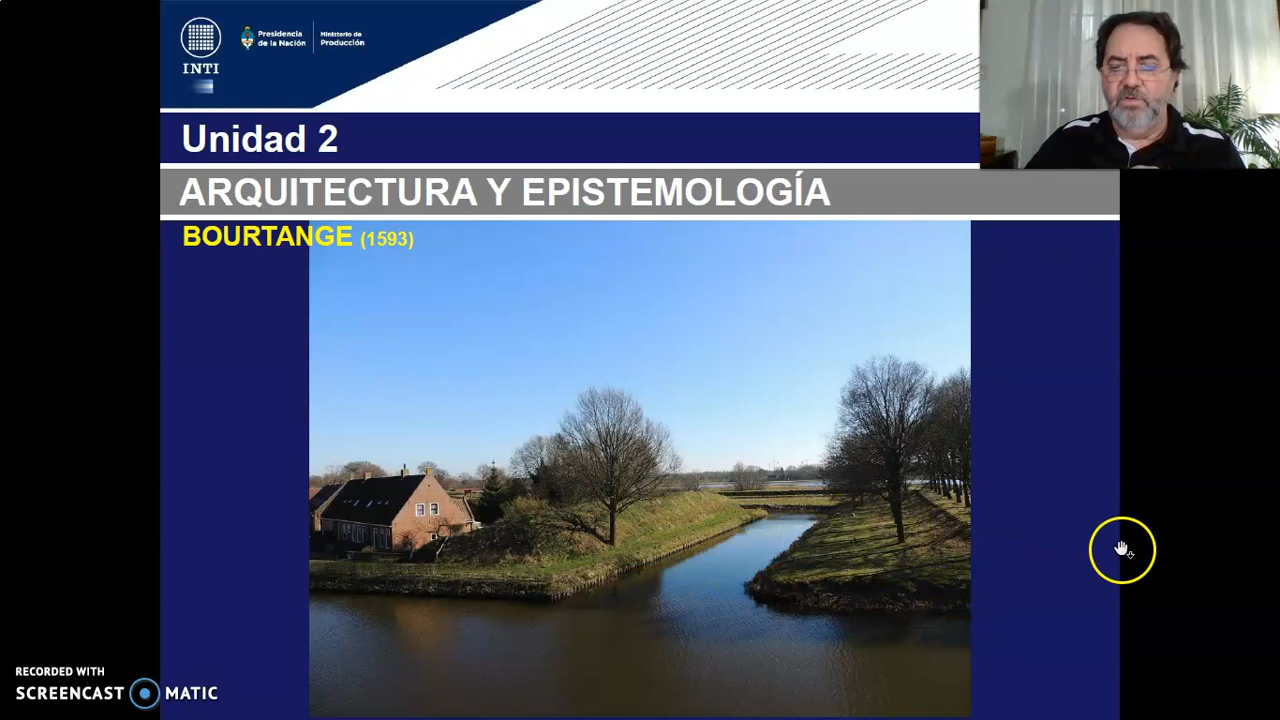 INTI
Presidencia
de la Nación
Ministerio de
Producción
Unidad 2
ARQUITECTURA Y EPISTEMOLOGÍA
BOURTANGE (1593)
RECORDED WITH
SCREENCAST MATIC